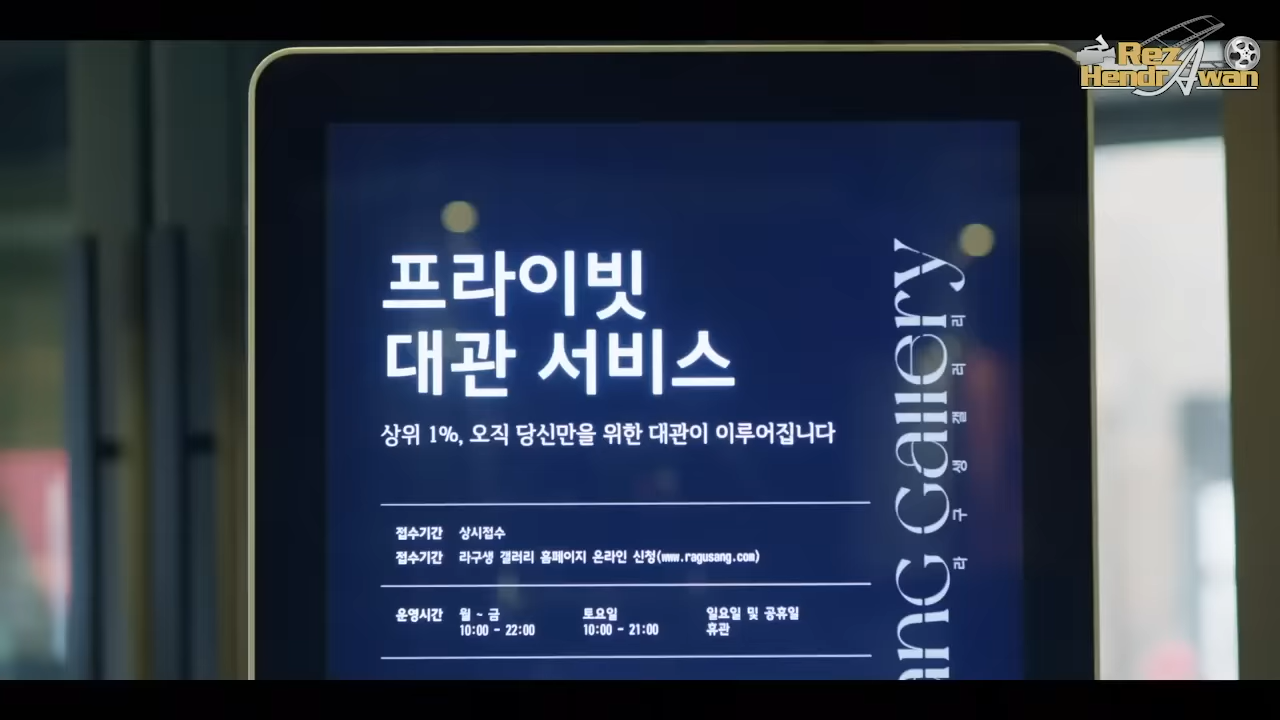 Rez
HendrAwan
프라이빗
대관 서비스
상위 1%, 오직 당신만을 위한 대관이 이루어집니다
접수기간 상시접수
접수기간 라구생 갤러리 홈페이지 온라인 신청(www.ragusang.com)
운영시간 월 ~ 금 토요일 일요일 및 공휴일
10:00 - 22:00 10:00 - 21:00 휴관
Gallery
라구생갤러리